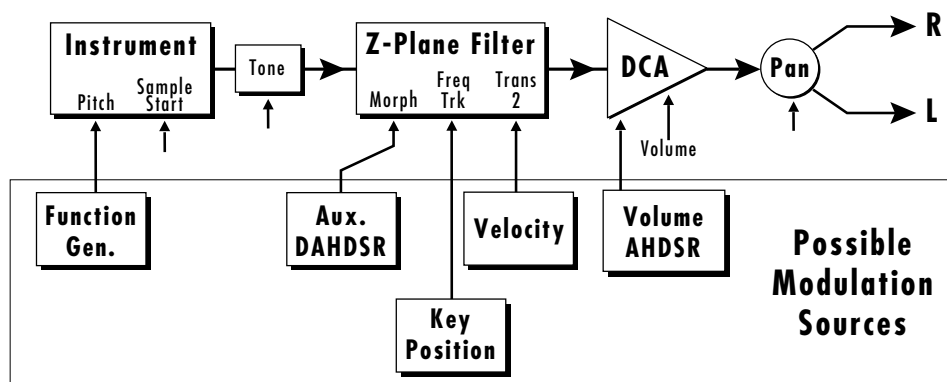 Instrument
Pitch
Sample
Start
Tone
Z-Plane Filter
Morph
Freq
Trk
Trans
2
DCA
Volume
Pan
R
L
Function
Gen.
Aux.
DAHDSR
Velocity
Volume
AHDSR
Key
Position
Possible
Modulation
Sources